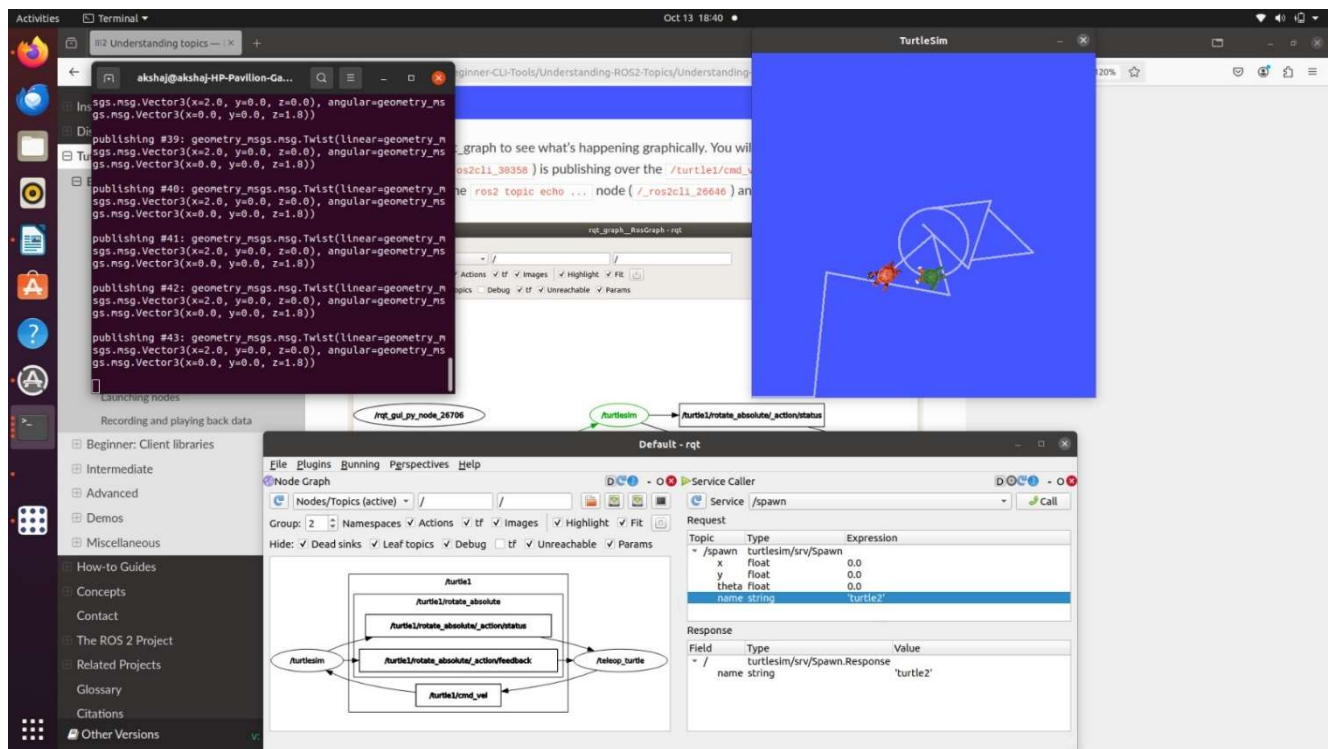 Activities
Terminal
Oct 13 18:40
Understanding topics —
TurtleSim
akshaj@akshaj-HP-Pavilion-Ga...
ginner-CLI-Tools/Understanding-ROS2-Topics/Understanding-
120%
sgs.msg.Vector3(x=2.0, y=0.0, z=0.0), angular=geometry_ms
gs.msg.Vector3(x=0.0, y=0.0, z=1.8))
publishing #39: geometry_msgs.msg.Twist(linear=geometry_m
sgs.msg.Vector3(x=2.0, y=0.0, z=0.0), angular=geometry_ms
gs.msg.Vector3(x=0.0, y=0.0, z=1.8))
publishing #40: geometry_msgs.msg.Twist(linear=geometry_m
sgs.msg.Vector3(x=2.0, y=0.0, z=0.0), angular=geometry_ms
gs.msg.Vector3(x=0.0, y=0.0, z=1.8))
publishing #41: geometry_msgs.msg.Twist(linear=geometry_m
sgs.msg.Vector3(x=2.0, y=0.0, z=0.0), angular=geometry_ms
gs.msg.Vector3(x=0.0, y=0.0, z=1.8))
publishing #42: geometry_msgs.msg.Twist(linear=geometry_m
sgs.msg.Vector3(x=2.0, y=0.0, z=0.0), angular=geometry_ms
gs.msg.Vector3(x=0.0, y=0.0, z=1.8))
publishing #43: geometry_msgs.msg.Twist(linear=geometry_m
sgs.msg.Vector3(x=2.0, y=0.0, z=0.0), angular=geometry_ms
gs.msg.Vector3(x=0.0, y=0.0, z=1.8))
Ins
Dis
Tu
_graph to see what's happening graphically. You wil
os2cli_30358 ) is publishing over the /turtle1/cmd_v
he ros2 topic echo ... node ( /_ros2cli_26646 ) an
rqt_graph__RosGraph - rqt
/ /
Actions tf Images Highlight Fit
opics Debug tf Unreachable Params
/rqt_gui_py_node_26706
/turtlesim
/turtle1/rotate_absolute/_action/status
Launching nodes
Recording and playing back data
Beginner: Client libraries
Intermediate
Advanced
Demos
Miscellaneous
How-to Guides
Concepts
Contact
The ROS 2 Project
Related Projects
Glossary
Citations
Other Versions
v:
Default - rqt
File Plugins Running Perspectives Help
Node Graph
Nodes/Topics (active) / /
Group: 2 Namespaces Actions tf Images Highlight Fit
Hide: Dead sinks Leaf topics Debug tf Unreachable Params
/turtle1
/turtle1/rotate_absolute
/turtle1/rotate_absolute/_action/status
/turtlesim
/turtle1/rotate_absolute/_action/feedback
/teleop_turtle
/turtle1/cmd_vel
Service Caller
Service /spawn Call
Request
Topic Type Expression
/spawn turtlesim/srv/Spawn
x float 0.0
y float 0.0
theta float 0.0
name string 'turtle2'
Response
Field Type Value
/ turtlesim/srv/Spawn.Response
name string 'turtle2'